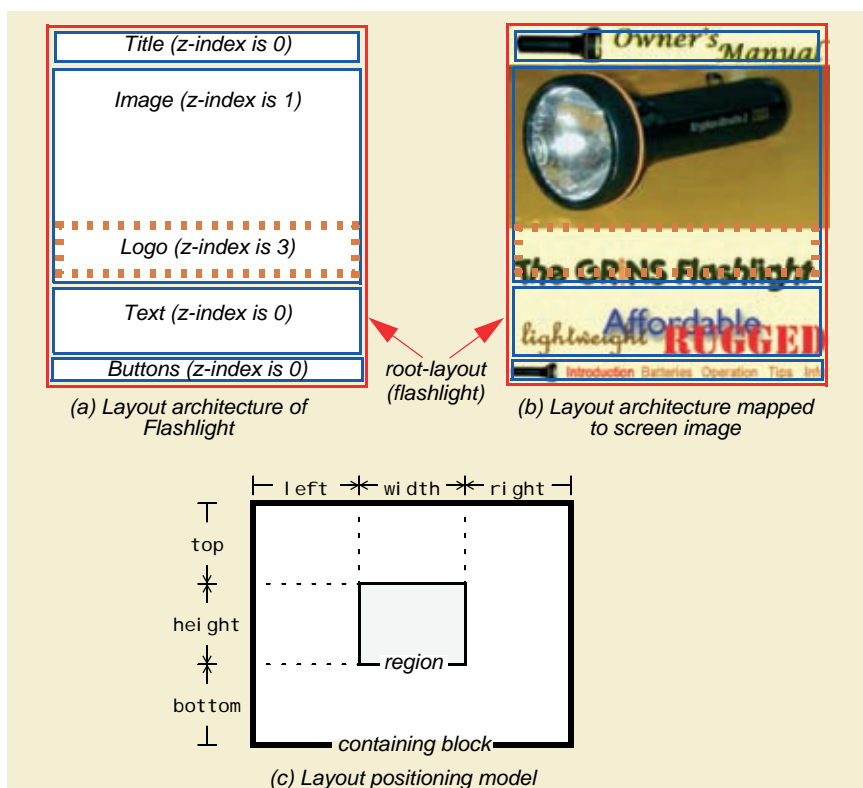 Title (z-index is 0)
Image (z-index is 1)
Logo (z-index is 3)
Text (z-index is 0)
Buttons (z-index is 0)
(a) Layout architecture of
Flashlight
root-layout
(flashlight)
Owner's
Manual
The GRiNS Flashlight
Affordable
lightweight
RUGGED
Introduction Batteries Operation Tips Info
(b) Layout architecture mapped
to screen image
left width right
top
height
bottom
region
containing block
(c) Layout positioning model